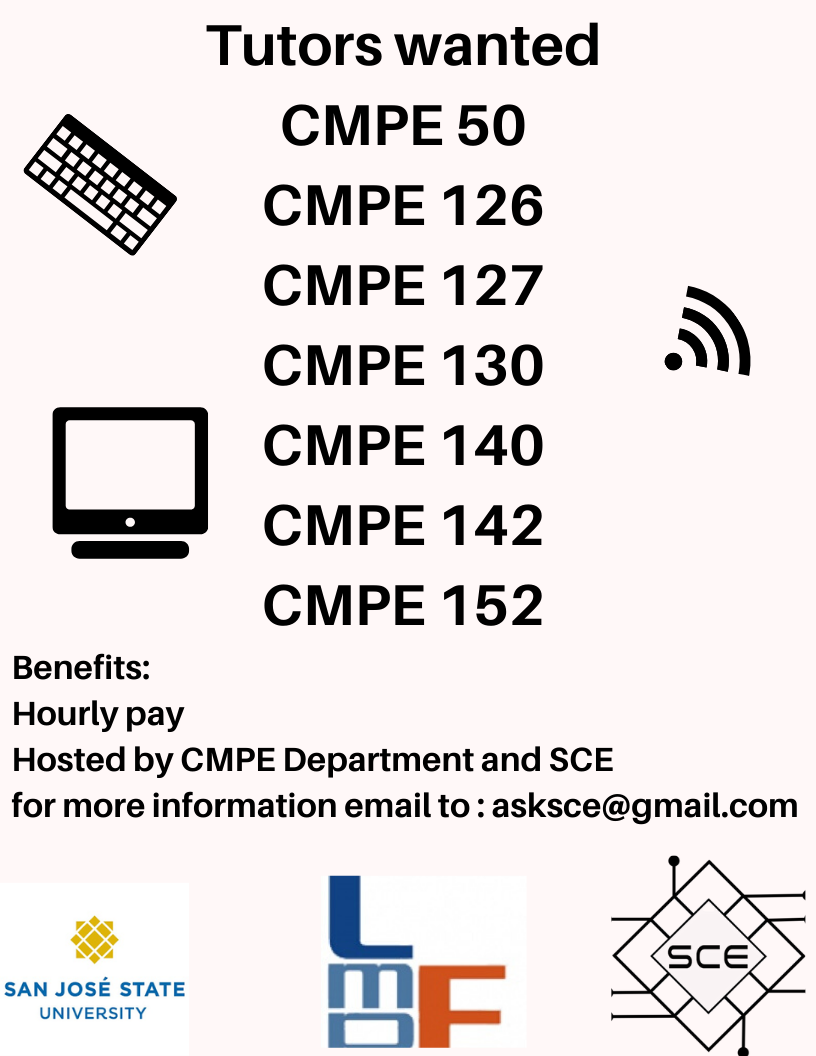 Tutors wanted
CMPE 50
CMPE 126
CMPE 127
CMPE 130
CMPE 140
CMPE 142
CMPE 152
Benefits:
Hourly pay
Hosted by CMPE Department and SCE
for more information email to : asksce@gmail.com
SAN JOSÉ STATE
UNIVERSITY
L
mo F
SCE